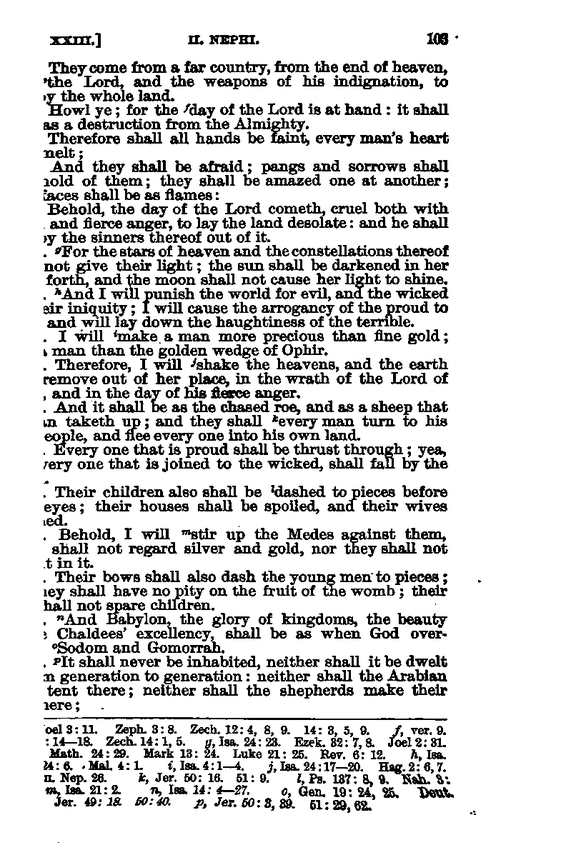 XXIII.] II. NEPHI. 103
They come from a far country, from the end of heaven,
the Lord, and the weapons of his indignation, to
y the whole land.
Howl ye; for the fday of the Lord is at hand: it shall
as a destruction from the Almighty.
Therefore shall all hands be faint, every man's heart
melt;
And they shall be afraid; pangs and sorrows shall
hold of them; they shall be amazed one at another;
faces shall be as flames:
Behold, the day of the Lord cometh, cruel both with
and fierce anger, to lay the land desolate: and he shall
y the sinners thereof out of it.
. gFor the stars of heaven and the constellations thereof
not give their light; the sun shall be darkened in her
forth, and the moon shall not cause her light to shine.
. hAnd I will punish the world for evil, and the wicked
eir iniquity; I will cause the arrogancy of the proud to
and will lay down the haughtiness of the terrible.
. I will imake a man more precious than fine gold;
man than the golden wedge of Ophir.
. Therefore, I will jshake the heavens, and the earth
remove out of her place, in the wrath of the Lord of
, and in the day of his fierce anger.
. And it shall be as the chased roe, and as a sheep that
an taketh up; and they shall kevery man turn to his
eople, and flee every one into his own land.
. Every one that is proud shall be thrust through; yea,
very one that is joined to the wicked, shall fall by the
. Their children also shall be ldashed to pieces before
eyes; their houses shall be spoiled, and their wives
ed.
. Behold, I will mstir up the Medes against them,
shall not regard silver and gold, nor they shall not
t in it.
. Their bows shall also dash the young men to pieces;
ey shall have no pity on the fruit of the womb; their
hall not spare children.
. nAnd Babylon, the glory of kingdoms, the beauty
Chaldees' excellency, shall be as when God over-
oSodom and Gomorrah.
. pIt shall never be inhabited, neither shall it be dwelt
n generation to generation: neither shall the Arabian
tent there; neither shall the shepherds make their
here;
oel 3: 11. Zeph. 3: 8. Zech. 12: 4, 8, 9. 14: 3, 5, 9. f, ver. 9.
: 14—18. Zech. 14: 1, 5. g, Isa. 24: 23. Ezek. 32: 7, 8. Joel 2: 31.
Math. 24: 29. Mark 13: 24. Luke 21: 25. Rev. 6: 12. h, Isa.
24: 6. Mal. 4: 1. i, Isa. 4: 1—4. j, Isa. 24: 17—20. Hag. 2: 6, 7.
II. Nep. 26. k, Jer. 50: 16. 51: 9. l, Ps. 137: 8, 9. Nah. 3:
m, Isa. 21: 2. n, Isa. 14: 4—27. o, Gen. 19: 24, 25. Deut.
Jer. 49: 18. 50: 40. p, Jer. 50: 3, 39. 51: 29, 62.